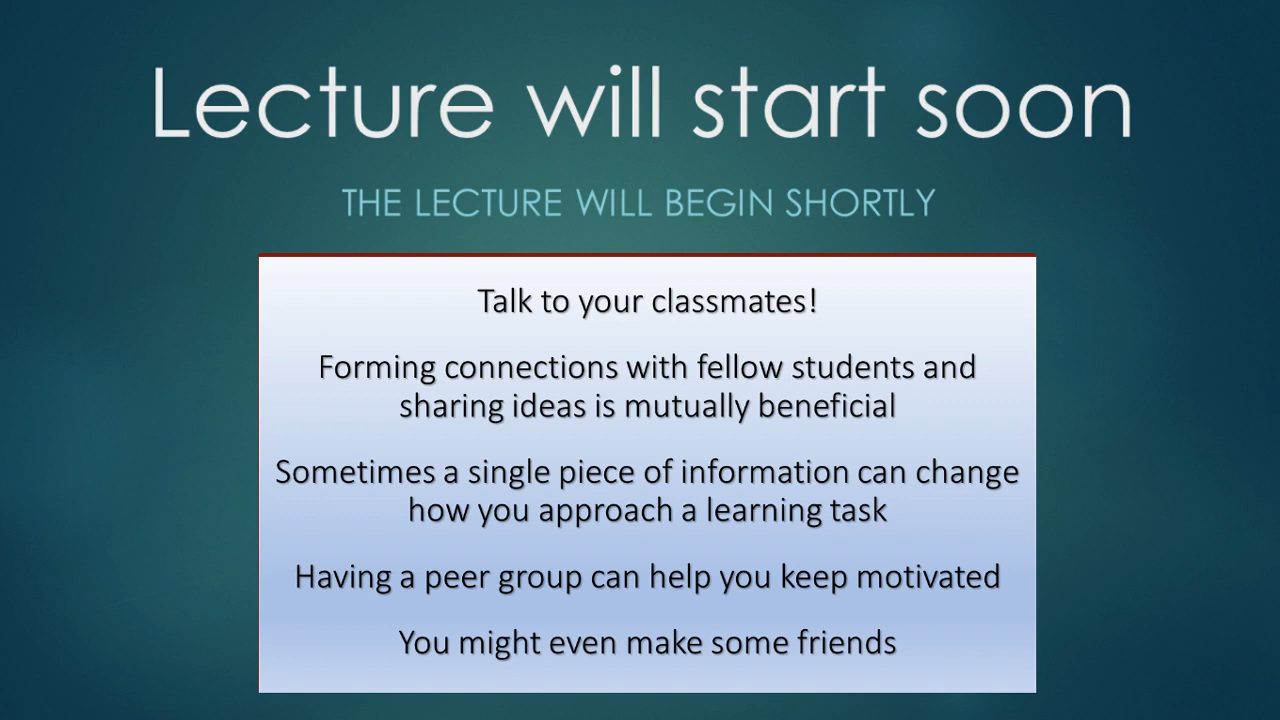 Lecture will start soon
THE LECTURE WILL BEGIN SHORTLY
Talk to your classmates!
Forming connections with fellow students and
sharing ideas is mutually beneficial
Sometimes a single piece of information can change
how you approach a learning task
Having a peer group can help you keep motivated
You might even make some friends